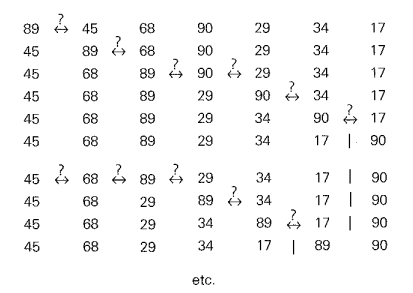 89 ?↔ 45 68 90 29 34 17
45 89 ?↔ 68 90 29 34 17
45 68 89 ?↔ 90 ?↔ 29 34 17
45 68 89 29 90 ?↔ 34 17
45 68 89 29 34 90 ?↔ 17
45 68 89 29 34 17 | 90
45 ?↔ 68 ?↔ 89 ?↔ 29 34 17 | 90
45 68 29 89 ?↔ 34 17 | 90
45 68 29 34 89 ?↔ 17 | 90
45 68 29 34 17 | 89 90
etc.